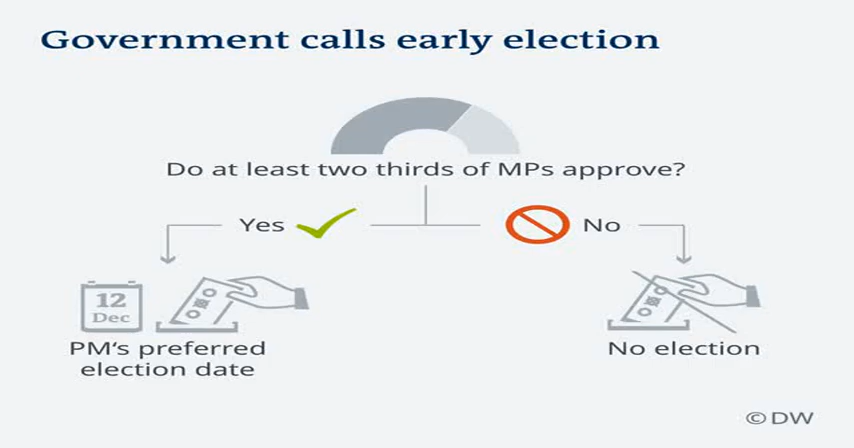 Government calls early election
Do at least two thirds of MPs approve?
Yes
No
12
Dec
PM‘s preferred
election date
No election
© DW